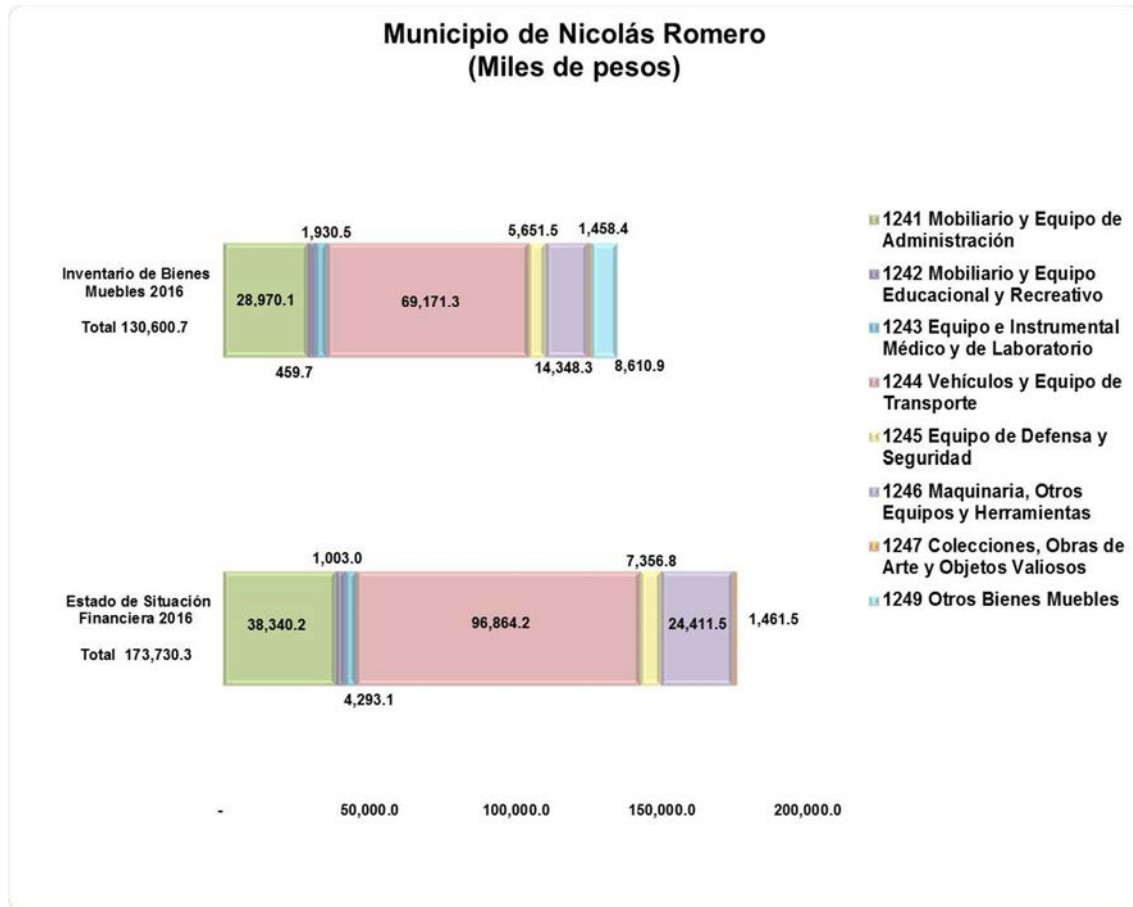 Municipio de Nicolás Romero
(Miles de pesos)
1,930.5
5,651.5
1,458.4
Inventario de Bienes
Muebles 2016
Total 130,600.7
28,970.1
69,171.3
459.7
14,348.3
8,610.9
1,003.0
7,356.8
Estado de Situación
Financiera 2016
Total 173,730.3
38,340.2
96,864.2
24,411.5
1,461.5
4,293.1
-
50,000.0
100,000.0
150,000.0
200,000.0
1241 Mobiliario y Equipo de
Administración
1242 Mobiliario y Equipo
Educacional y Recreativo
1243 Equipo e Instrumental
Médico y de Laboratorio
1244 Vehículos y Equipo de
Transporte
1245 Equipo de Defensa y
Seguridad
1246 Maquinaria, Otros
Equipos y Herramientas
1247 Colecciones, Obras de
Arte y Objetos Valiosos
1249 Otros Bienes Muebles